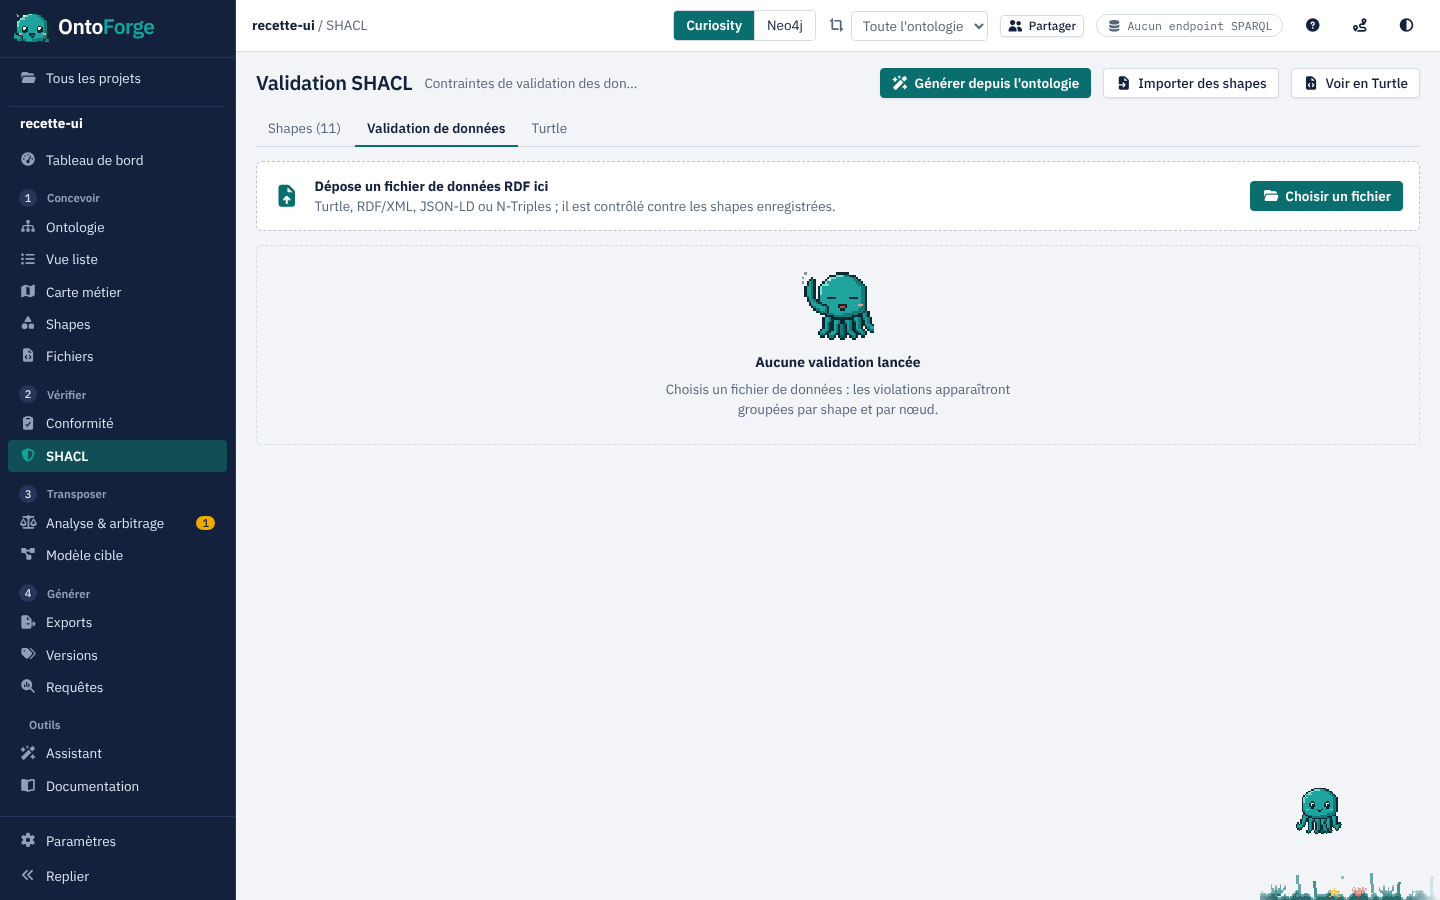 OntoForge
Tous les projets
recette-ui
Tableau de bord
1 Concevoir
Ontologie
Vue liste
Carte métier
Shapes
Fichiers
2 Vérifier
Conformité
SHACL
3 Transposer
Analyse & arbitrage 1
Modèle cible
4 Générer
Exports
Versions
Requêtes
Outils
Assistant
Documentation
Paramètres
Replier
recette-ui / SHACL
Curiosity Neo4j Toute l'ontologie Partager Aucun endpoint SPARQL
Validation SHACL Contraintes de validation des don...
Générer depuis l'ontologie Importer des shapes Voir en Turtle
Shapes (11) Validation de données Turtle
Dépose un fichier de données RDF ici
Turtle, RDF/XML, JSON-LD ou N-Triples ; il est contrôlé contre les shapes enregistrées.
Choisir un fichier
Aucune validation lancée
Choisis un fichier de données : les violations apparaîtront
groupées par shape et par nœud.